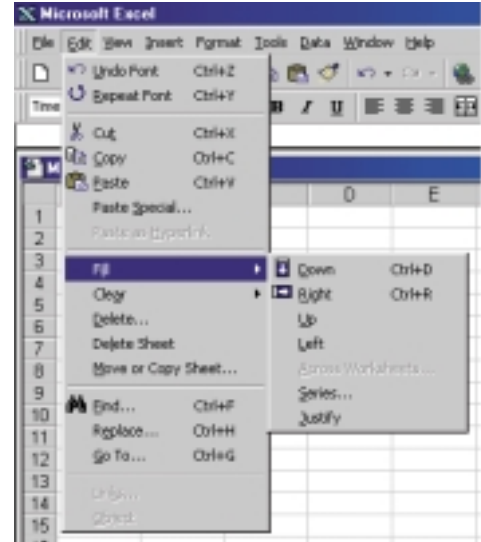 Microsoft Excel
File Edit View Insert Format Tools Data Window Help
Undo Font Ctrl+Z
Repeat Font Ctrl+Y
Time
B I U
Cut Ctrl+X
Copy Ctrl+C
Paste Ctrl+V
Paste Special...
Paste as Hyperlink
D E
Fill
Clear
Delete...
Delete Sheet
Move or Copy Sheet...
Find... Ctrl+F
Replace... Ctrl+H
Go To... Ctrl+G
Links...
Object
Down Ctrl+D
Right Ctrl+R
Up
Left
Across Worksheets...
Series...
Justify
1
2
3
4
5
6
7
8
9
10
11
12
13
14
15